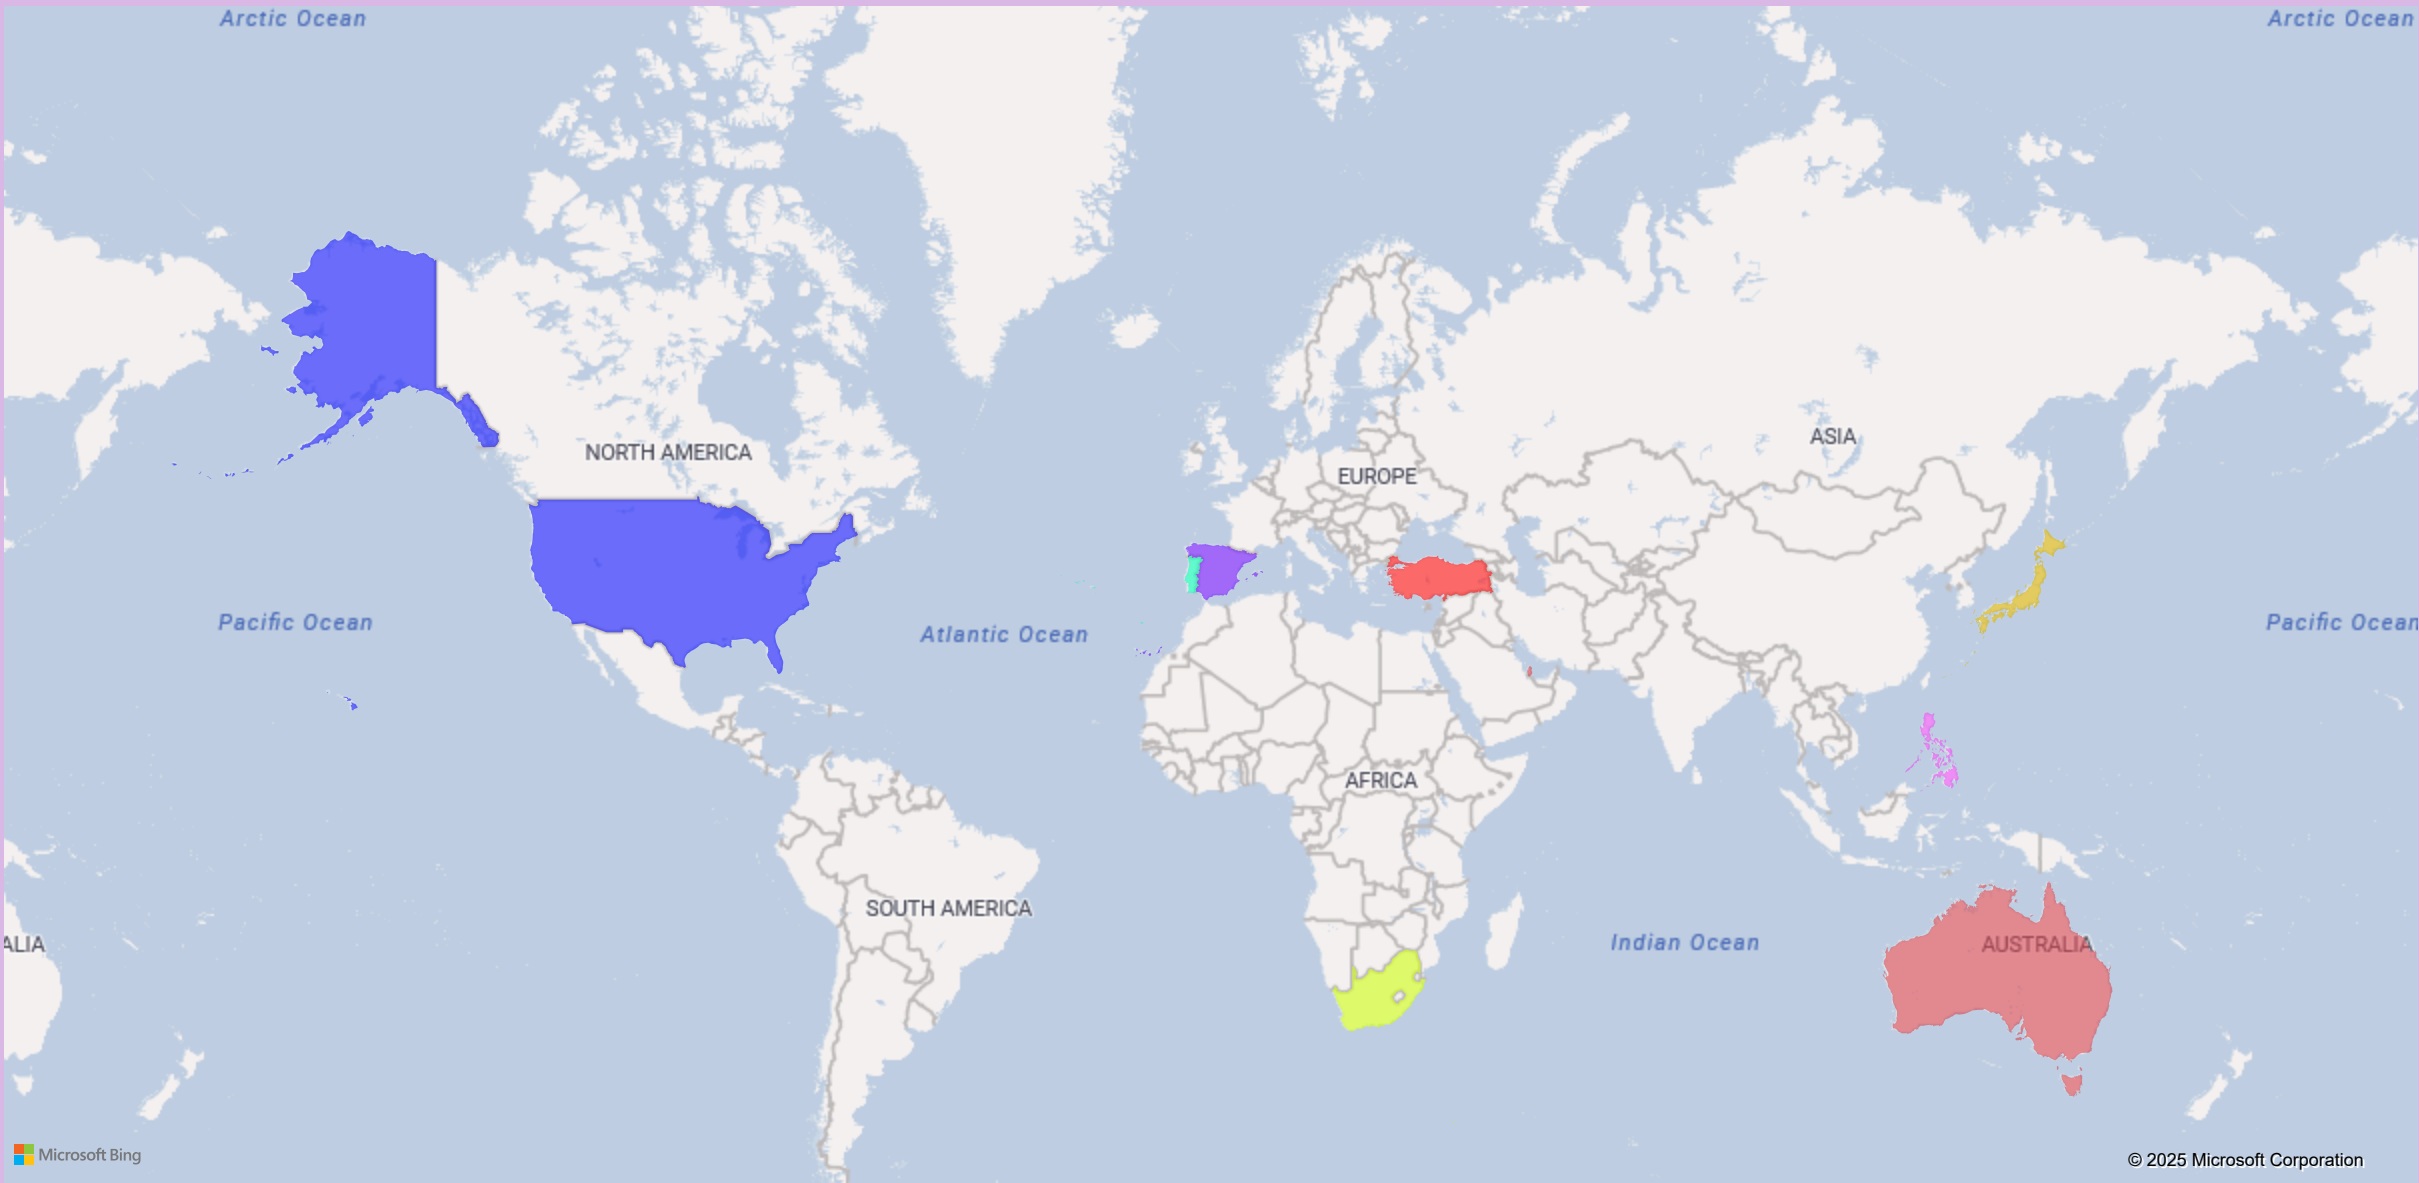 Arctic Ocean
Arctic Ocean
ASIA
NORTH AMERICA
EUROPE
Pacific Ocean
Atlantic Ocean
Pacific Ocean
AFRICA
SOUTH AMERICA
Indian Ocean
AUSTRALIA
ALIA
Microsoft Bing
© 2025 Microsoft Corporation